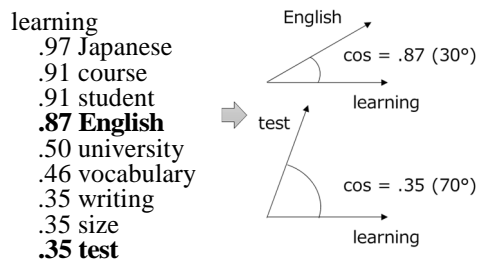 learning
.97 Japanese
.91 course
.91 student
.87 English
.50 university
.46 vocabulary
.35 writing
.35 size
.35 test
English
cos = .87 (30°)
learning
test
cos = .35 (70°)
learning